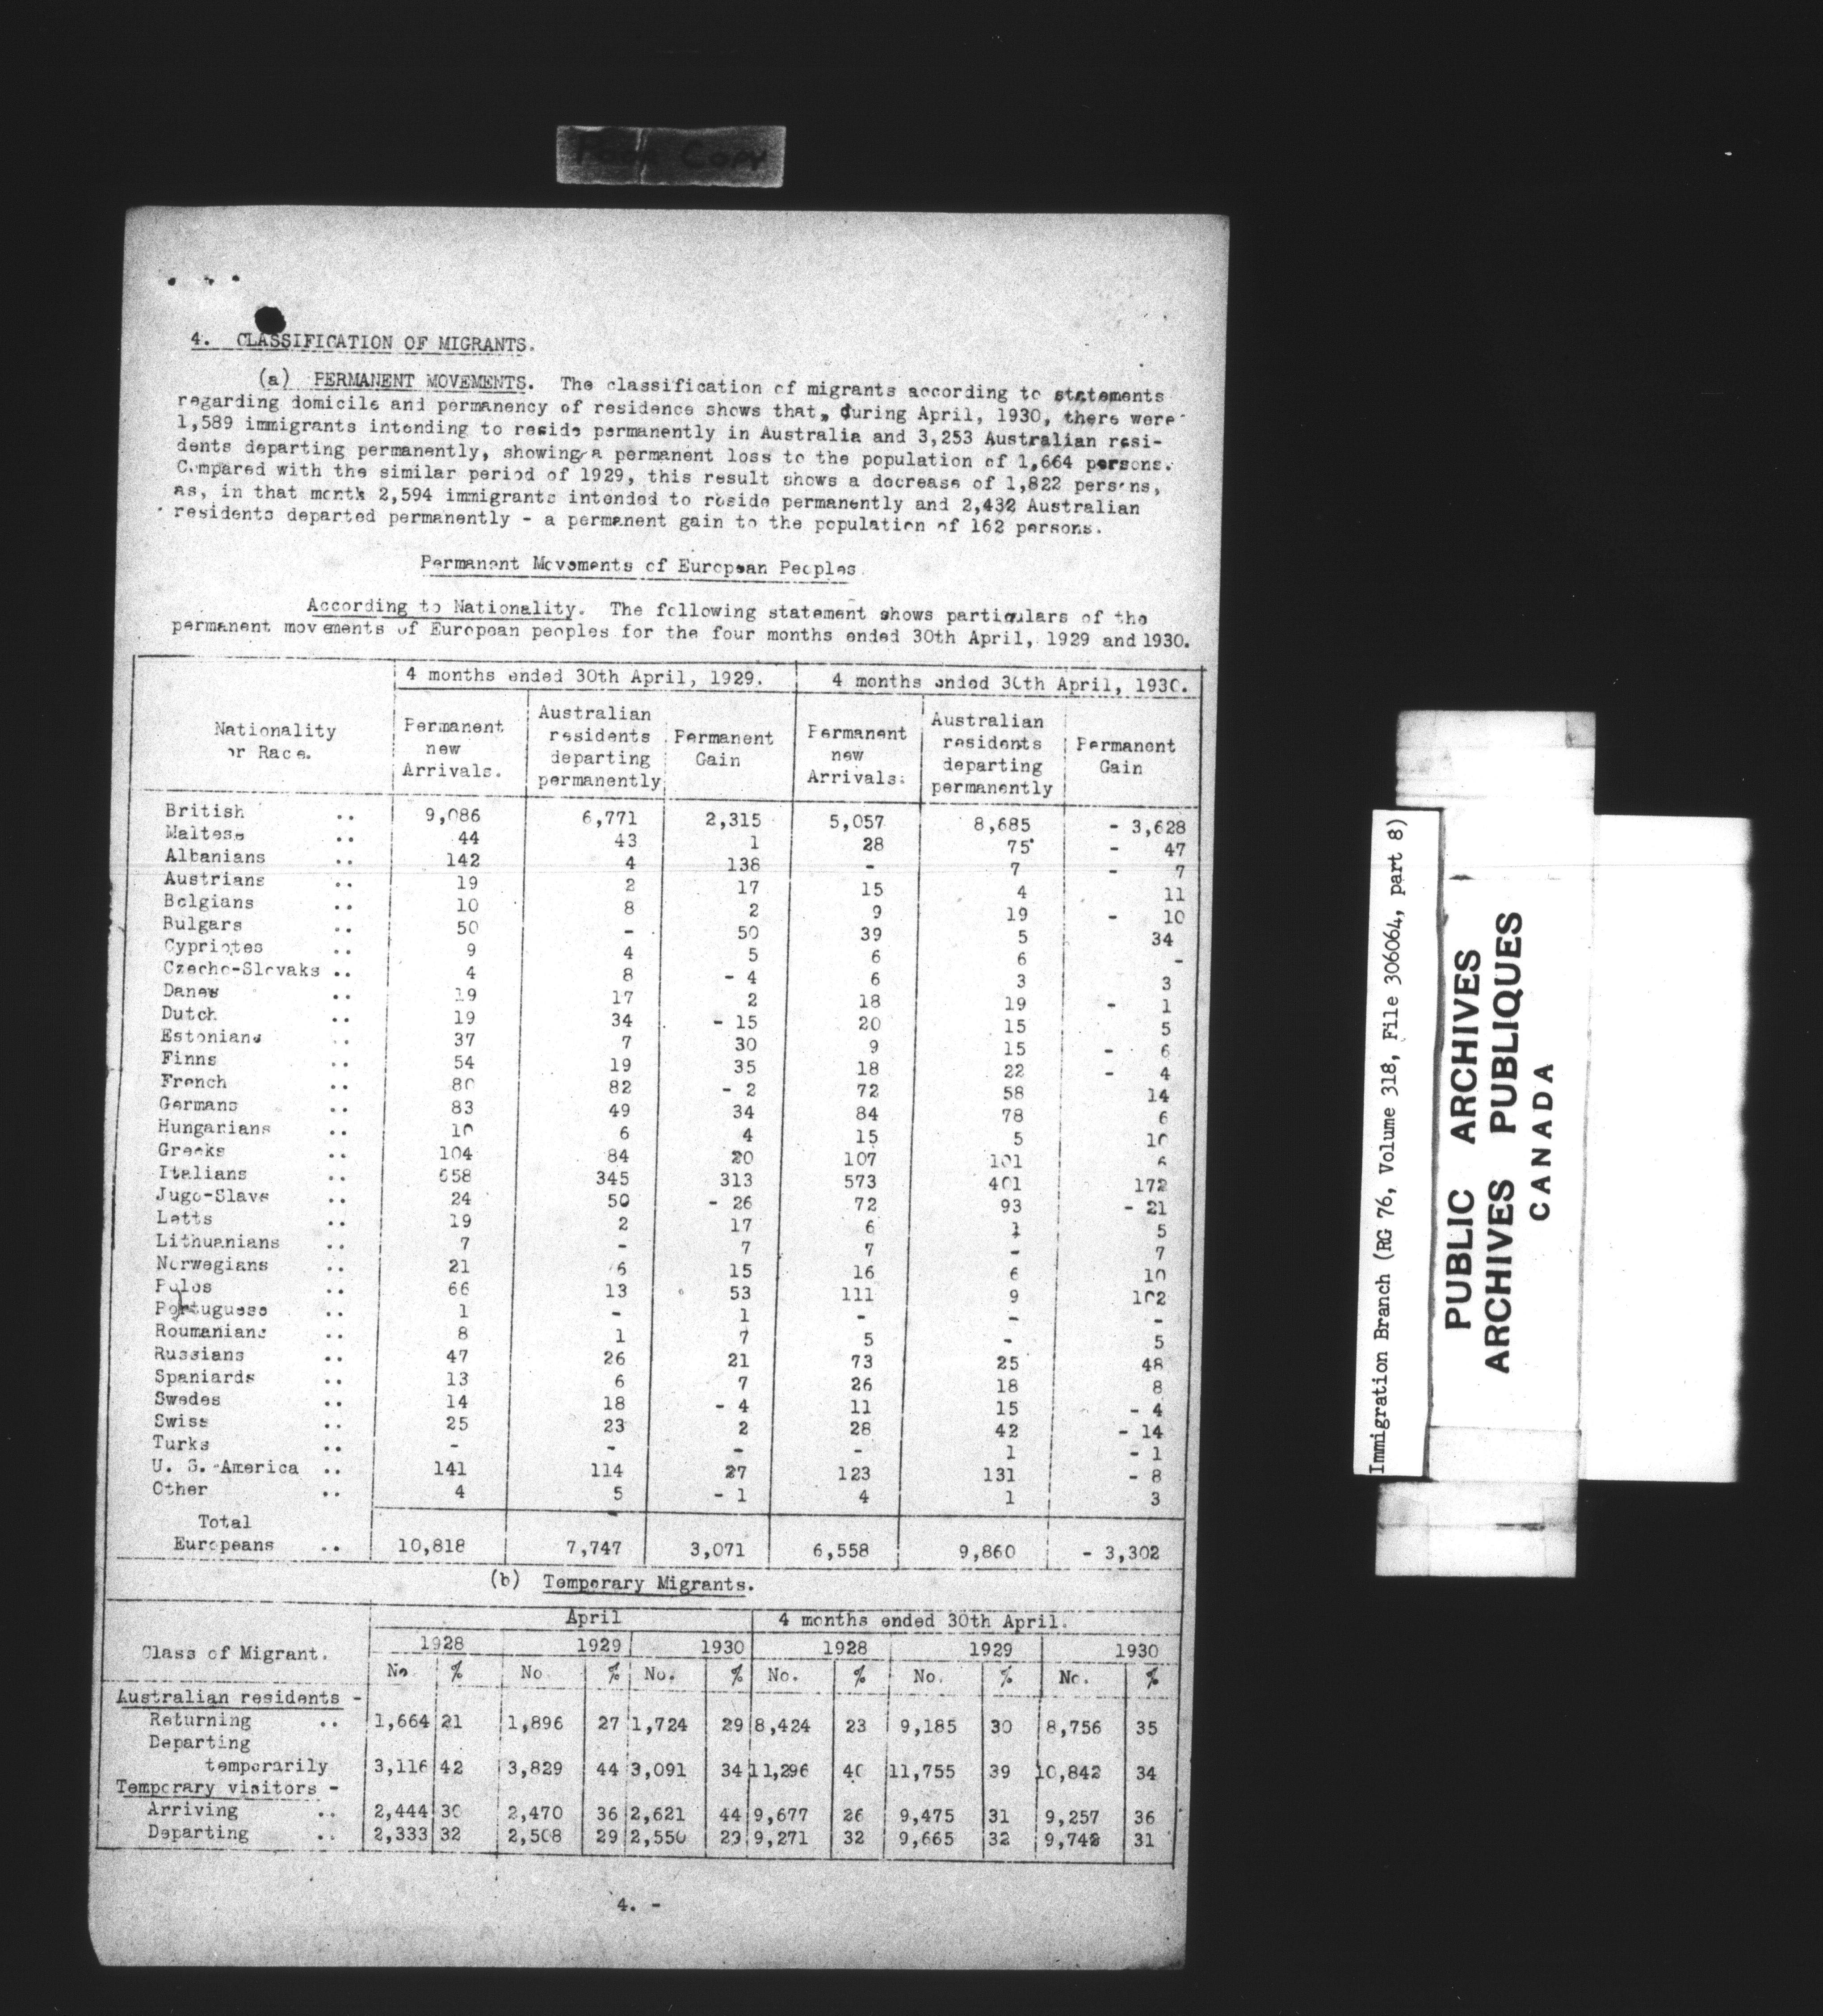 Poor Copy
4. CLASSIFICATION OF MIGRANTS.
(a) PERMANENT MOVEMENTS. The classification of migrants according to statements
regarding domicile and permanency of residence shows that, during April, 1930, there were
1,589 immigrants intending to reside permanently in Australia and 3,253 Australian resi-
dents departing permanently, showing a permanent loss to the population of 1,664 persons.
Compared with the similar period of 1929, this result shows a decrease of 1,822 persons,
as, in that month 2,594 immigrants intended to reside permanently and 2,432 Australian
residents departed permanently - a permanent gain to the population of 162 persons.
Permanent Movements of European Peoples.
According to Nationality. The following statement shows particulars of the
permanent movements of European peoples for the four months ended 30th April, 1929 and 1930.
4 months ended 30th April, 1929. 4 months ended 30th April, 1930.
Nationality or Race. Permanent new Arrivals. Australian residents departing permanently Permanent Gain Permanent new Arrivals. Australian residents departing permanently Permanent Gain
British .. 9,086 6,771 2,315 5,057 8,685 - 3,628
Maltese .. 44 43 1 28 75 - 47
Albanians .. 142 4 138 - 7 - 7
Austrians .. 19 2 17 15 4 11
Belgians .. 10 8 2 9 19 - 10
Bulgars .. 50 - 50 39 5 34
Cypriotes .. 9 4 5 6 6 -
Czecho-Slovaks .. 4 8 - 4 6 3 3
Danes .. 19 17 2 18 19 - 1
Dutch .. 19 34 - 15 20 15 5
Estonians .. 37 7 30 9 15 - 6
Finns .. 54 19 35 18 22 - 4
French .. 80 82 - 2 72 58 14
Germans .. 83 49 34 84 78 6
Hungarians .. 10 6 4 15 5 10
Greeks .. 104 84 20 107 101 6
Italians .. 658 345 313 573 401 172
Jugo-Slavs .. 24 50 - 26 72 93 - 21
Letts .. 19 2 17 6 1 5
Lithuanians .. 7 - 7 7 - 7
Norwegians .. 21 6 15 16 6 10
Poles .. 66 13 53 111 9 102
Portuguese .. 1 - 1 - - -
Roumanians .. 8 1 7 5 - 5
Russians .. 47 26 21 73 25 48
Spaniards .. 13 6 7 26 18 8
Swedes .. 14 18 - 4 11 15 - 4
Swiss .. 25 23 2 28 42 - 14
Turks .. - - - - 1 - 1
U. S. America .. 141 114 27 123 131 - 8
Other .. 4 5 - 1 4 1 3
Total
Europeans .. 10,818 7,747 3,071 6,558 9,860 - 3,302
(b) Temporary Migrants.
Class of Migrant. April 4 months ended 30th April.
1928 1929 1930 1928 1929 1930
No. % No. % No. % No. % No. % No. %
Australian residents -
Returning .. 1,664 21 1,896 27 1,724 29 8,424 23 9,185 30 8,756 35
Departing
temporarily 3,116 42 3,829 44 3,091 34 11,296 40 11,755 39 10,842 34
Temporary visitors -
Arriving .. 2,444 30 2,470 36 2,621 44 9,677 26 9,475 31 9,257 36
Departing .. 2,333 32 2,508 29 2,550 29 9,271 32 9,665 32 9,748 31
4. -
Immigration Branch (RG 76, Volume 318, File 306064, part 8)
PUBLIC ARCHIVES
ARCHIVES PUBLIQUES
CANADA